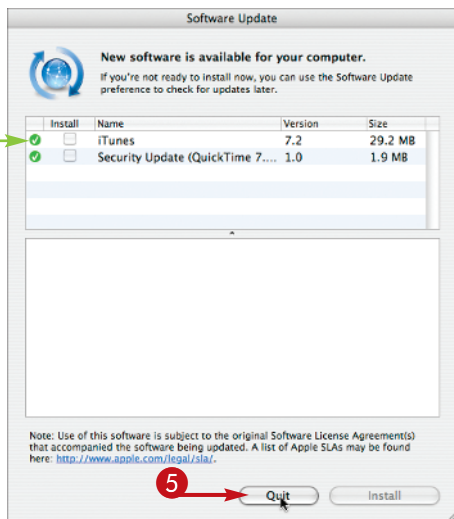 Software Update
New software is available for your computer.
If you're not ready to install now, you can use the Software Update
preference to check for updates later.
Install Name Version Size
iTunes 7.2 29.2 MB
Security Update (QuickTime 7.... 1.0 1.9 MB
Note: Use of this software is subject to the original Software License Agreement(s)
that accompanied the software being updated. A list of Apple SLAs may be found
here: http://www.apple.com/legal/sla/.
5
Quit Install